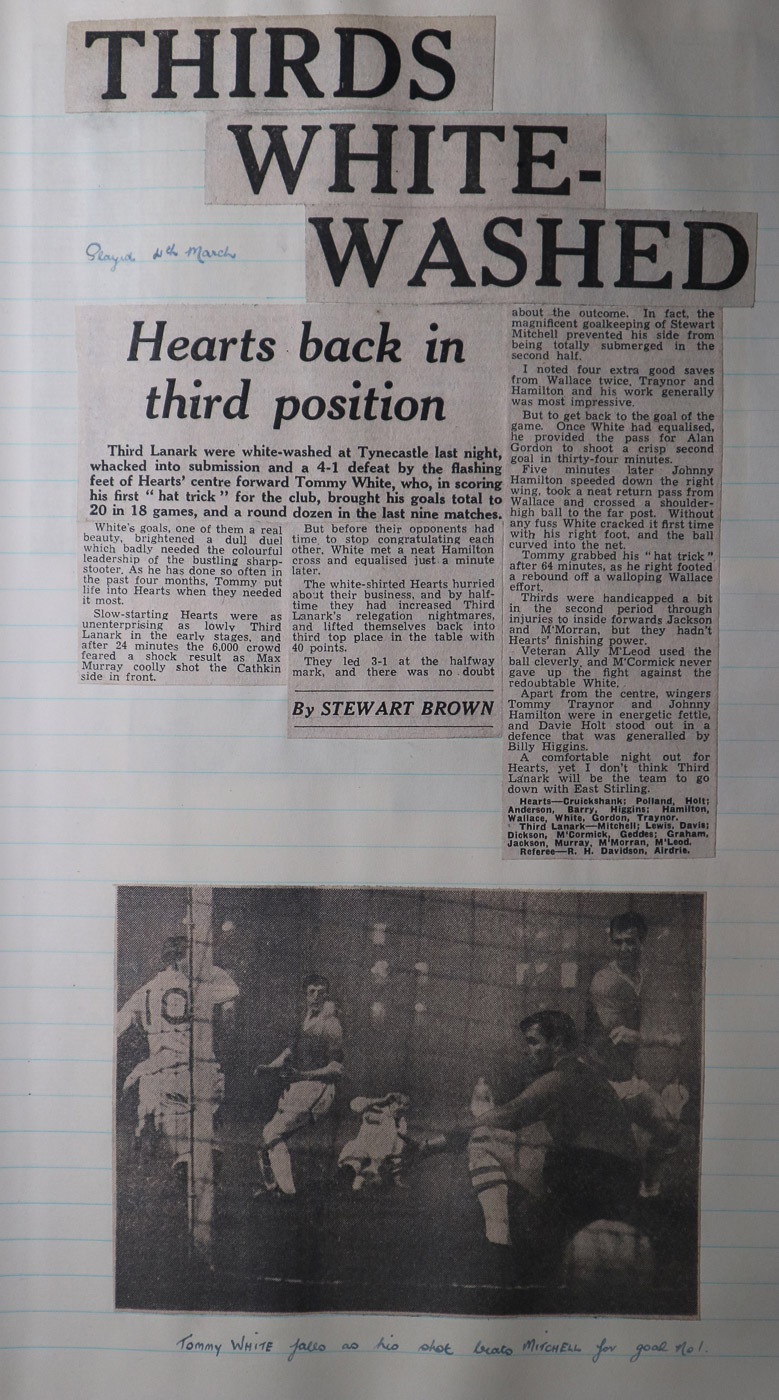 THIRDS
WHITE-
WASHED
Played 4th March
Hearts back in
third position
Third Lanark were white-washed at Tynecastle last night,
whacked into submission and a 4-1 defeat by the flashing
feet of Hearts' centre forward Tommy White, who, in scoring
his first "hat trick" for the club, brought his goals total to
20 in 18 games, and a round dozen in the last nine matches.
White's goals, one of them a real
beauty, brightened a dull duel
which badly needed the colourful
leadership of the bustling sharp-
stooter. As he has done so often in
the past four months, Tommy put
life into Hearts when they needed
it most.
Slow-starting Hearts were as
unenterprising as lowly Third
Lanark in the early stages, and
after 24 minutes the 6,000 crowd
feared a shock result as Max
Murray coolly shot the Cathkin
side in front.
But before their opponents had
time to stop congratulating each
other, White met a neat Hamilton
cross and equalised just a minute
later.
The white-shirted Hearts hurried
about their business, and by half-
time they had increased Third
Lanark's relegation nightmares,
and lifted themselves back into
third top place in the table with
40 points.
They led 3-1 at the halfway
mark, and there was no doubt
By STEWART BROWN
about the outcome. In fact, the
magnificent goalkeeping of Stewart
Mitchell prevented his side from
being totally submerged in the
second half.
I noted four extra good saves
from Wallace twice, Traynor and
Hamilton and his work generally
was most impressive.
But to get back to the goal of the
game. Once White had equalised,
he provided the pass for Alan
Gordon to shoot a crisp second
goal in thirty-four minutes.
Five minutes later Johnny
Hamilton speeded down the right
wing, took a neat return pass from
Wallace and crossed a shoulder-
high ball to the far post. Without
any fuss White cracked it first time
with his right foot, and the ball
curved into the net.
Tommy grabbed his "hat trick"
after 64 minutes, as he right footed
a rebound off a walloping Wallace
effort.
Thirds were handicapped a bit
in the second period through
injuries to inside forwards Jackson
and M'Morran, but they hadn't
Hearts' finishing power.
Veteran Ally M'Leod used the
ball cleverly, and M'Cormick never
gave up the fight against the
redoubtable White.
Apart from the centre, wingers
Tommy Traynor and Johnny
Hamilton were in energetic fettle,
and Davie Holt stood out in a
defence that was generalled by
Billy Higgins.
A comfortable night out for
Hearts, yet I don't think Third
Lanark will be the team to go
down with East Stirling.
Hearts—Cruickshank; Polland, Holt;
Anderson, Barry, Higgins; Hamilton,
Wallace, White, Gordon, Traynor.
Third Lanark—Mitchell; Lewis, Davis;
Dickson, M'Cormick, Geddes; Graham,
Jackson, Murray, M'Morran, M'Leod.
Referee—R. H. Davidson, Airdrie.
10
Tommy WHITE falls as his shot beats MITCHELL for goal No 1.